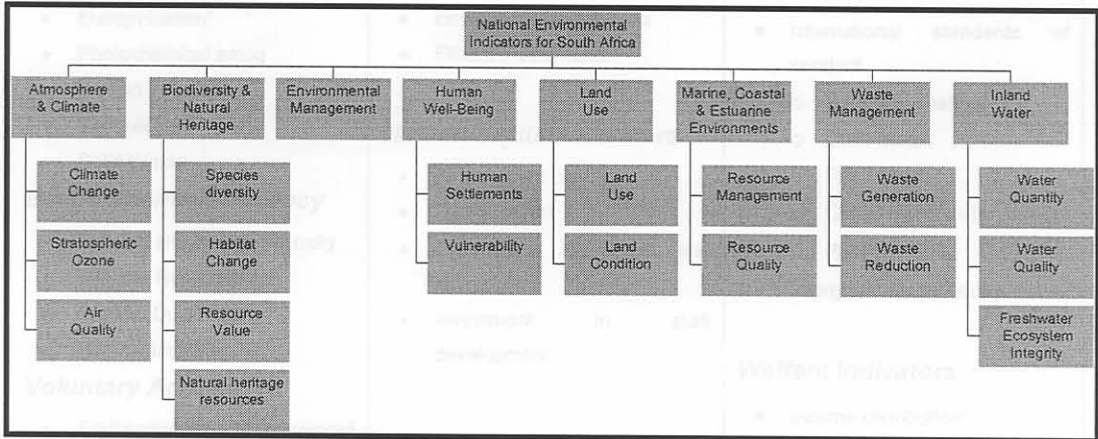 National Environmental
Indicators for South Africa
Atmosphere
& Climate
Biodiversity &
Natural
Heritage
Environmental
Management
Human
Well-Being
Land
Use
Marine, Coastal
& Estuarine
Environments
Waste
Management
Inland
Water
Climate
Change
Species
diversity
Human
Settlements
Land
Use
Resource
Management
Waste
Generation
Water
Quantity
Stratospheric
Ozone
Habitat
Change
Vulnerability
Land
Condition
Resource
Quality
Waste
Reduction
Water
Quality
Air
Quality
Resource
Value
Freshwater
Ecosystem
Integrity
Natural heritage
resources
International standards of
Investment in staff
development
Voluntary
Welfare Indicators
Income Distribution